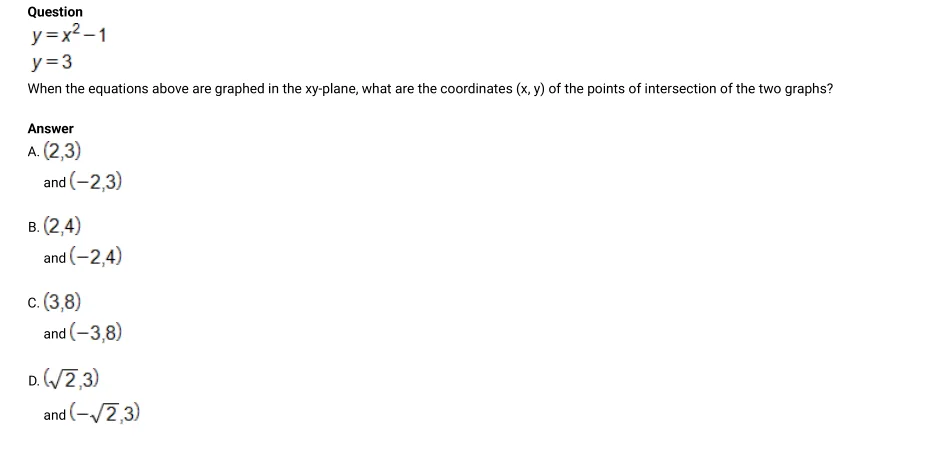 Question
y=x²−1
y=3
When the equations above are graphed in the xy-plane, what are the coordinates (x, y) of the points of intersection of the two graphs?
Answer
A. (2,3)
and (−2,3)
B. (2,4)
and (−2,4)
C. (3,8)
and (−3,8)
D. (√2,3)
and (−√2,3)